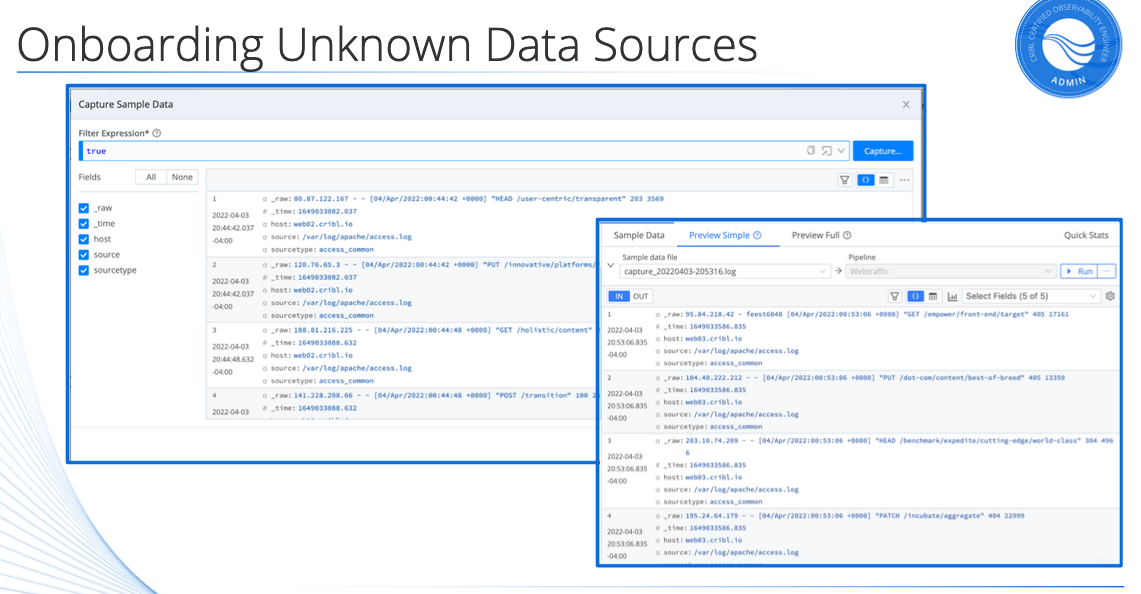 Onboarding Unknown Data Sources
CRIBL CERTIFIED OBSERVABILITY ENGINEER
ADMIN
Capture Sample Data
Filter Expression*
true
Capture...
Fields
All
None
_raw
_time
host
source
sourcetype
1
2022-04-03
20:44:42.037
-04:00
α _raw: 80.87.122.167 - - [04/Apr/2022:00:44:42 +0000] "HEAD /user-centric/transparent" 203 3569
# _time: 1649033082.037
α host: web02.cribl.io
α source: /var/log/apache/access.log
α sourcetype: access_common
2
2022-04-03
20:44:42.037
-04:00
α _raw: 120.76.65.3 - - [04/Apr/2022:00:44:42 +0000] "PUT /innovative/platforms/
# _time: 1649033082.037
α host: web02.cribl.io
α source: /var/log/apache/access.log
α sourcetype: access_common
3
2022-04-03
20:44:48.632
-04:00
α _raw: 188.81.216.225 - - [04/Apr/2022:00:44:48 +0000] "GET /holistic/content"
# _time: 1649033088.632
α host: web02.cribl.io
α source: /var/log/apache/access.log
α sourcetype: access_common
4
2022-04-03
α _raw: 141.228.208.66 - - [04/Apr/2022:00:44:48 +0000] "POST /transition" 100 2
# _time: 1649033088.632
Sample Data
Preview Simple
Preview Full
Quick Stats
Sample data file
Pipeline
capture_20220403-205316.log
Webtraffic
Run
IN
OUT
Select Fields (5 of 5)
1
2022-04-03
20:53:06.835
-04:00
α _raw: 95.84.218.42 - feest6048 [04/Apr/2022:00:53:06 +0000] "GET /empower/front-end/target" 405 17161
# _time: 1649033586.835
α host: web03.cribl.io
α source: /var/log/apache/access.log
α sourcetype: access_common
2
2022-04-03
20:53:06.835
-04:00
α _raw: 104.40.222.212 - - [04/Apr/2022:00:53:06 +0000] "PUT /dot-com/content/best-of-breed" 405 13359
# _time: 1649033586.835
α host: web03.cribl.io
α source: /var/log/apache/access.log
α sourcetype: access_common
3
2022-04-03
20:53:06.835
-04:00
α _raw: 203.10.74.209 - - [04/Apr/2022:00:53:06 +0000] "HEAD /benchmark/expedite/cutting-edge/world-class" 304 496
6
# _time: 1649033586.835
α host: web03.cribl.io
α source: /var/log/apache/access.log
α sourcetype: access_common
4
2022-04-03
20:53:06.835
-04:00
α _raw: 195.24.64.179 - - [04/Apr/2022:00:53:06 +0000] "PATCH /incubate/aggregate" 404 22999
# _time: 1649033586.835
α host: web03.cribl.io
α source: /var/log/apache/access.log